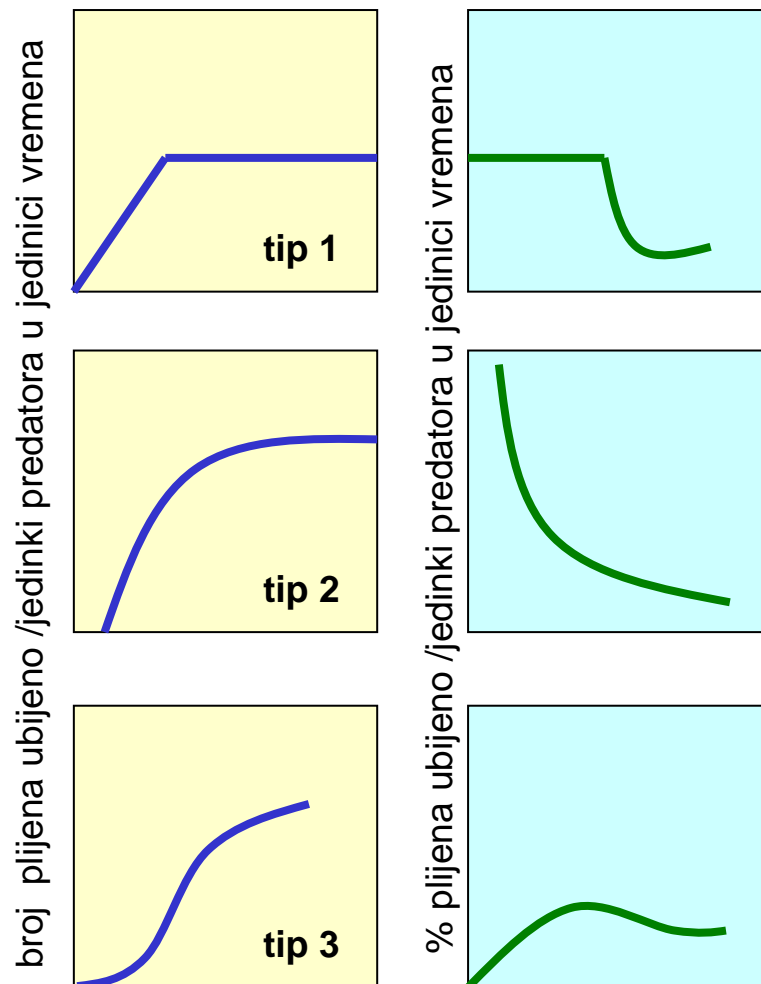 broj plijena ubijeno /jedinki predatora u jedinici vremena
tip 1
tip 2
tip 3
% plijena ubijeno /jedinki predatora u jedinici vremena